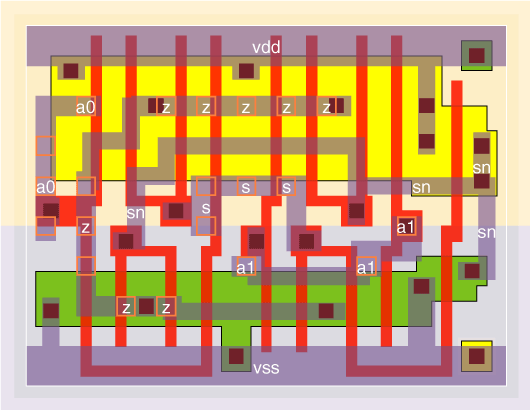 vdd
a0 z z z z z
sn
a0 s s sn
sn s
z a1 sn
a1 a1
z z
vss